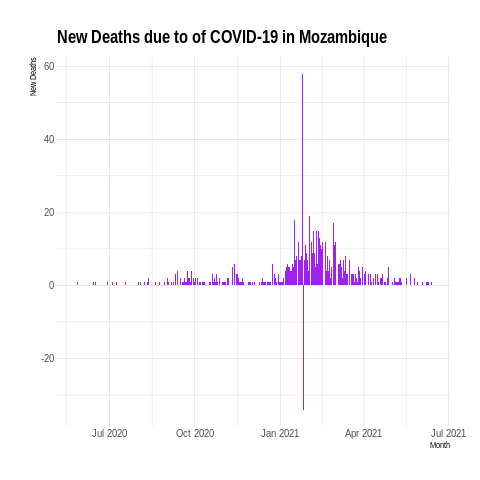 New Deaths due to of COVID-19 in Mozambique
New Deaths
60
40
20
0
-20
Jul 2020 Oct 2020 Jan 2021 Apr 2021 Jul 2021
Month